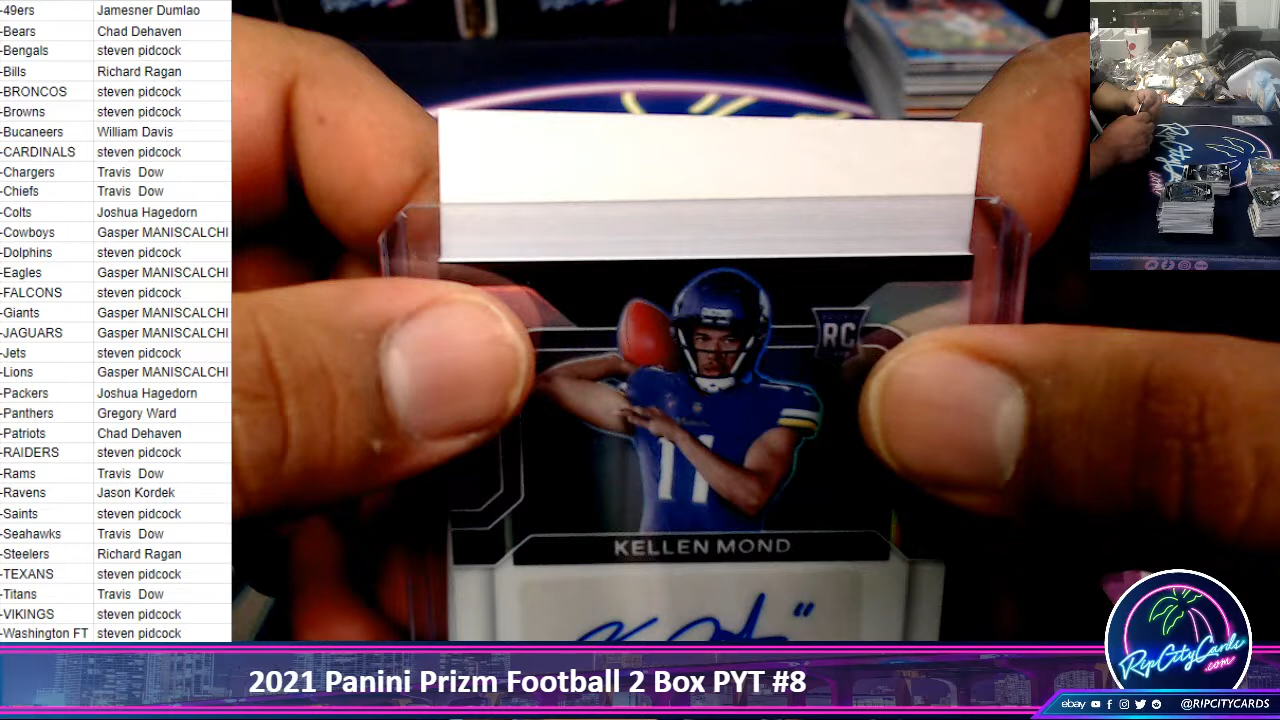 -49ers Jamesner Dumlao
-Bears Chad Dehaven
-Bengals steven pidcock
-Bills Richard Ragan
-BRONCOS steven pidcock
-Browns steven pidcock
-Bucaneers William Davis
-CARDINALS steven pidcock
-Chargers Travis Dow
-Chiefs Travis Dow
-Colts Joshua Hagedorn
-Cowboys Gasper MANISCALCHI
-Dolphins steven pidcock
-Eagles Gasper MANISCALCHI
-FALCONS steven pidcock
-Giants Gasper MANISCALCHI
-JAGUARS Gasper MANISCALCHI
-Jets steven pidcock
-Lions Gasper MANISCALCHI
-Packers Joshua Hagedorn
-Panthers Gregory Ward
-Patriots Chad Dehaven
-RAIDERS steven pidcock
-Rams Travis Dow
-Ravens Jason Kordek
-Saints steven pidcock
-Seahawks Travis Dow
-Steelers Richard Ragan
-TEXANS steven pidcock
-Titans Travis Dow
-VIKINGS steven pidcock
-Washington FT steven pidcock
RC
11
KELLEN MOND
RipCityCards
.com
2021 Panini Prizm Football 2 Box PYT #8
RipCityCards
.com
ebay @RIPCITYCARDS